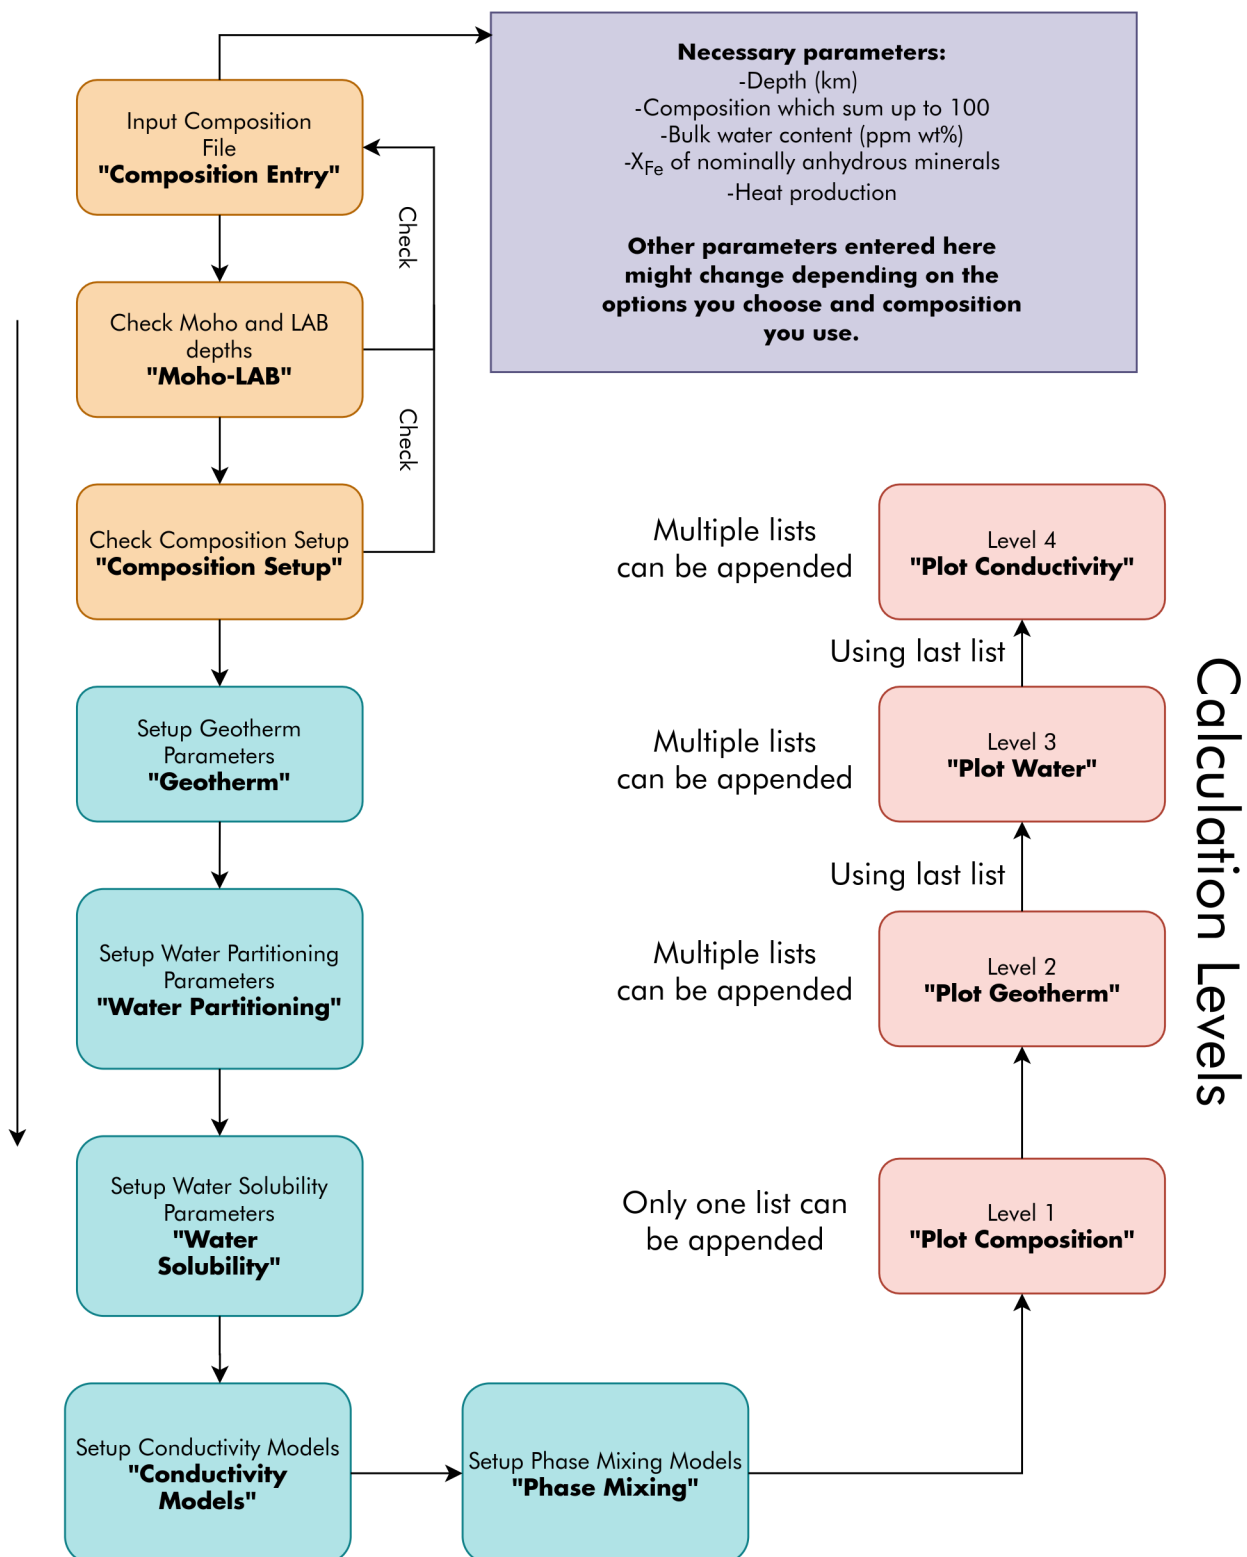 Necessary parameters:
-Depth (km)
-Composition which sum up to 100
-Bulk water content (ppm wt%)
-XFe of nominally anhydrous minerals
-Heat production
Other parameters entered here
might change depending on the
options you choose and composition
you use.
Input Composition
File
"Composition Entry"
Check
Check Moho and LAB
depths
"Moho-LAB"
Check
Check Composition Setup
"Composition Setup"
Setup Geotherm
Parameters
"Geotherm"
Setup Water Partitioning
Parameters
"Water Partitioning"
Setup Water Solubility
Parameters
"Water
Solubility"
Setup Conductivity Models
"Conductivity
Models"
Setup Phase Mixing Models
"Phase Mixing"
Multiple lists
can be appended
Level 4
"Plot Conductivity"
Using last list
Multiple lists
can be appended
Level 3
"Plot Water"
Using last list
Multiple lists
can be appended
Level 2
"Plot Geotherm"
Only one list can
be appended
Level 1
"Plot Composition"
Calculation Levels